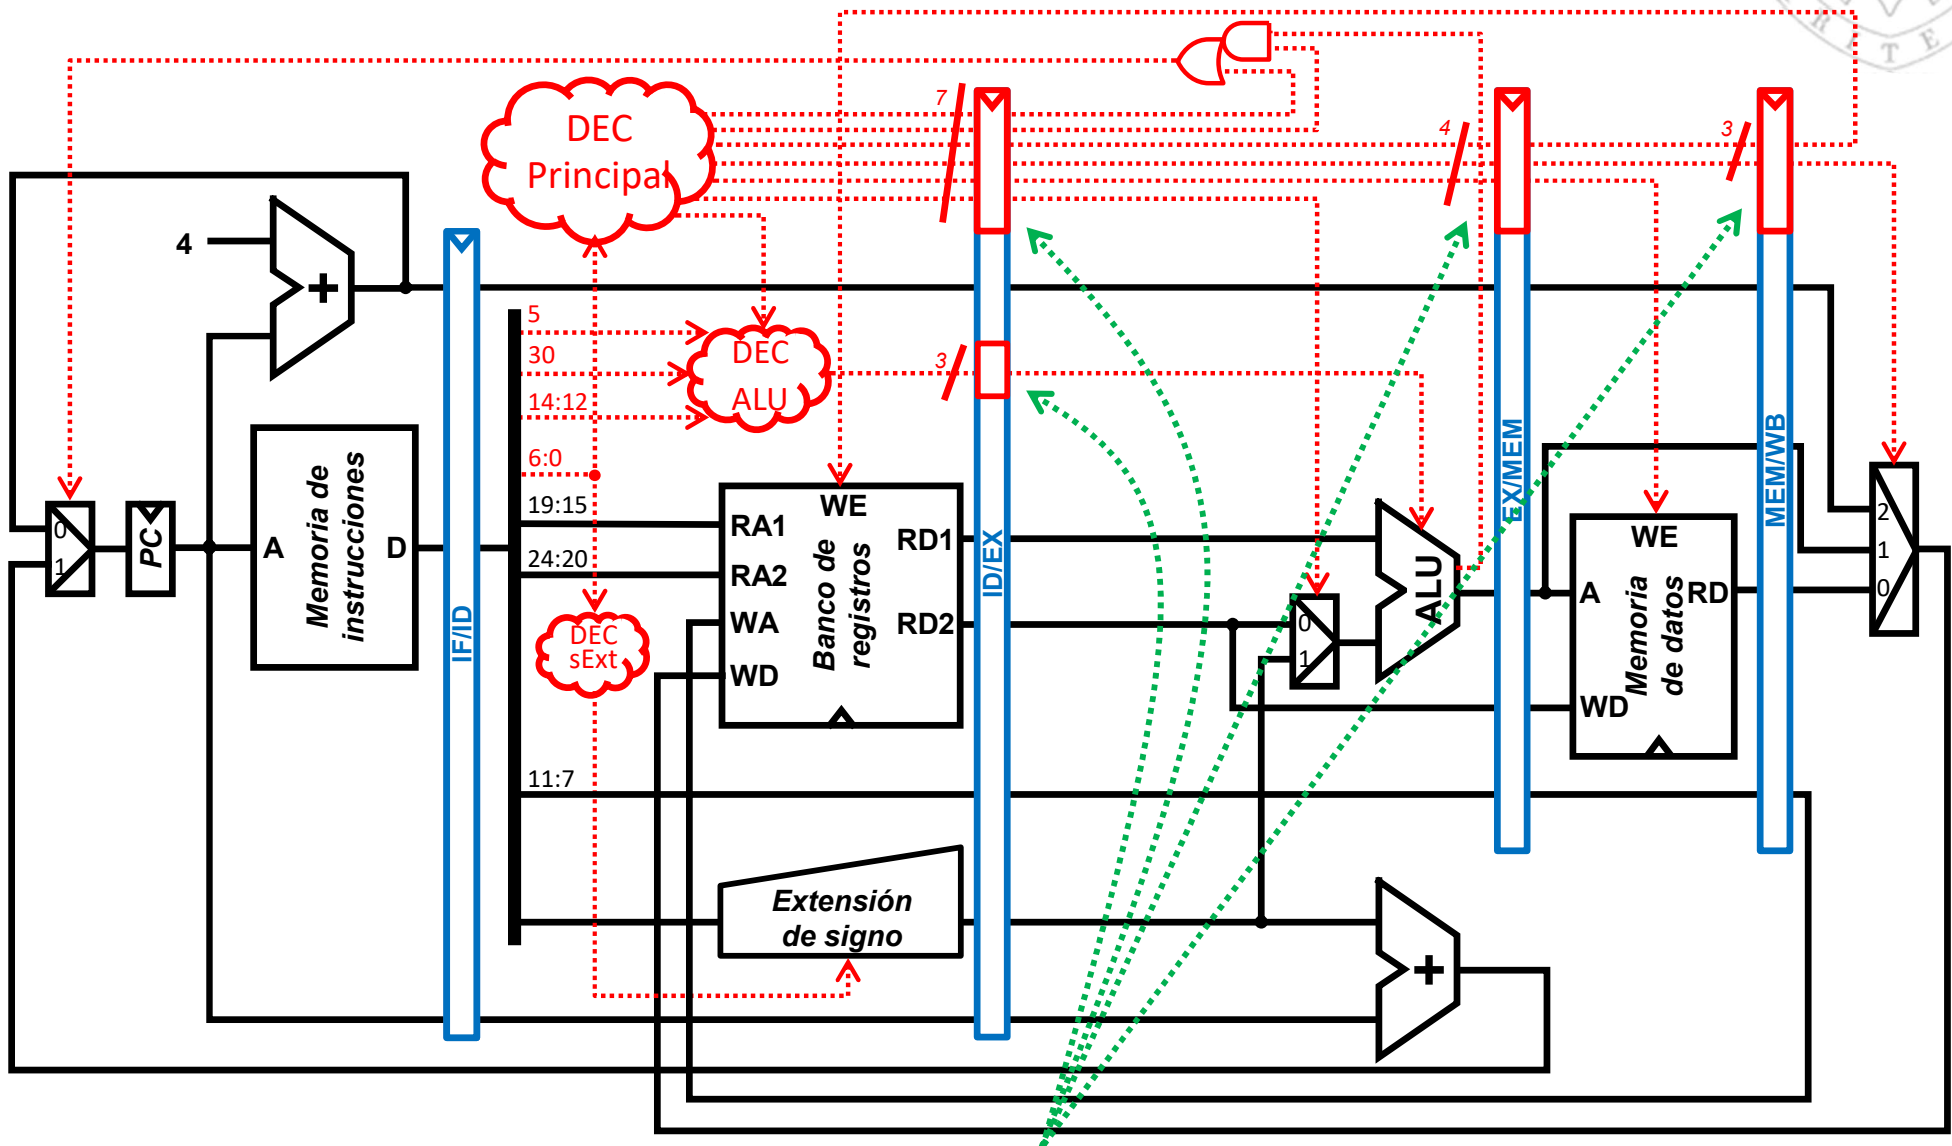 R I T E
DEC
Principal
7
4
3
4
+
5
30
14:12
6:0
19:15
24:20
11:7
DEC
ALU
3
DEC
sExt
0
1
PC
A
D
Memoria de
instrucciones
IF/ID
WE
RA1
RA2
WA
WD
RD1
RD2
Banco de
registros
ID/EX
0
1
ALU
EX/MEM
WE
A
RD
WD
Memoria
de datos
MEM/WB
2
1
0
Extensión
de signo
+